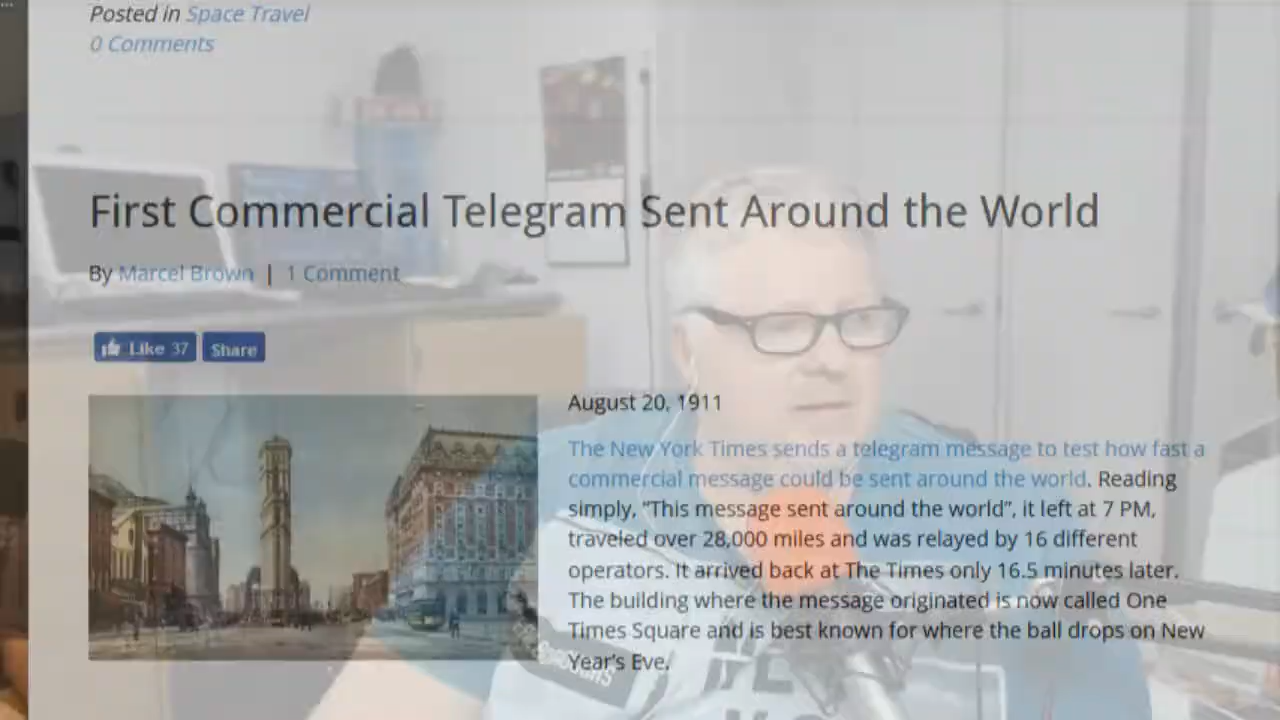 Posted in Space Travel
0 Comments
First Commercial Telegram Sent Around the World
By Marcel Brown | 1 Comment
Like 37 Share
August 20, 1911
The New York Times sends a telegram message to test how fast a
commercial message could be sent around the world. Reading
simply, “This message sent around the world”, it left at 7 PM,
traveled over 28,000 miles and was relayed by 16 different
operators. It arrived back at The Times only 16.5 minutes later.
The building where the message originated is now called One
Times Square and is best known for where the ball drops on New
Year’s Eve.